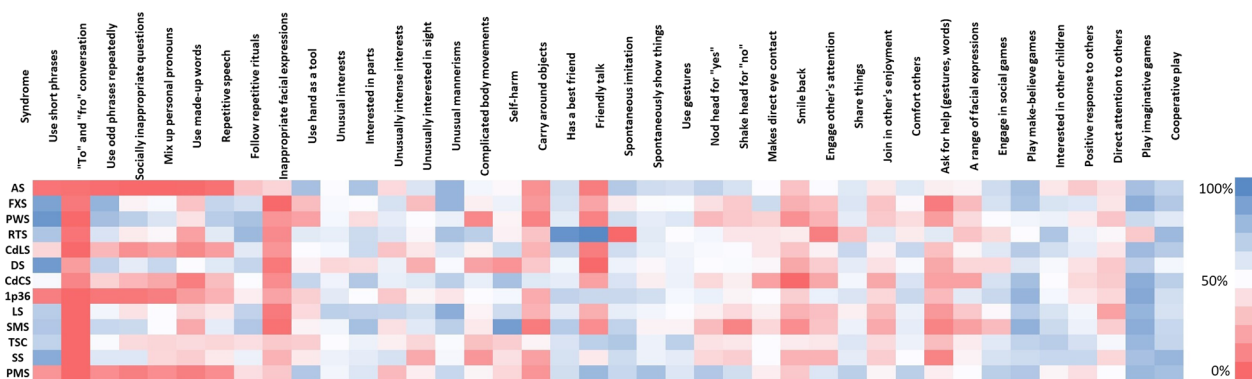 Syndrome
Use short phrases
"To" and "fro" conversation
Use odd phrases repeatedly
Socially inappropriate questions
Mix up personal pronouns
Use made-up words
Repetitive speech
Follow repetitive rituals
Inappropriate facial expressions
Use hand as a tool
Unusual interests
Interested in parts
Unusually intense interests
Unusually interested in sight
Unusual mannerisms
Complicated body movements
Self-harm
Carry around objects
Has a best friend
Friendly talk
Spontaneous imitation
Spontaneously show things
Use gestures
Nod head for "yes"
Shake head for "no"
Makes direct eye contact
Smile back
Engage other's attention
Share things
Join in other's enjoyment
Comfort others
Ask for help (gestures, words)
A range of facial expressions
Engage in social games
Play make-believe games
Interested in other children
Positive response to others
Direct attention to others
Play imaginative games
Cooperative play
AS
FXS
PWS
RTS
CdLS
DS
CdCS
1p36
LS
SMS
TSC
SS
PMS
100%
50%
0%